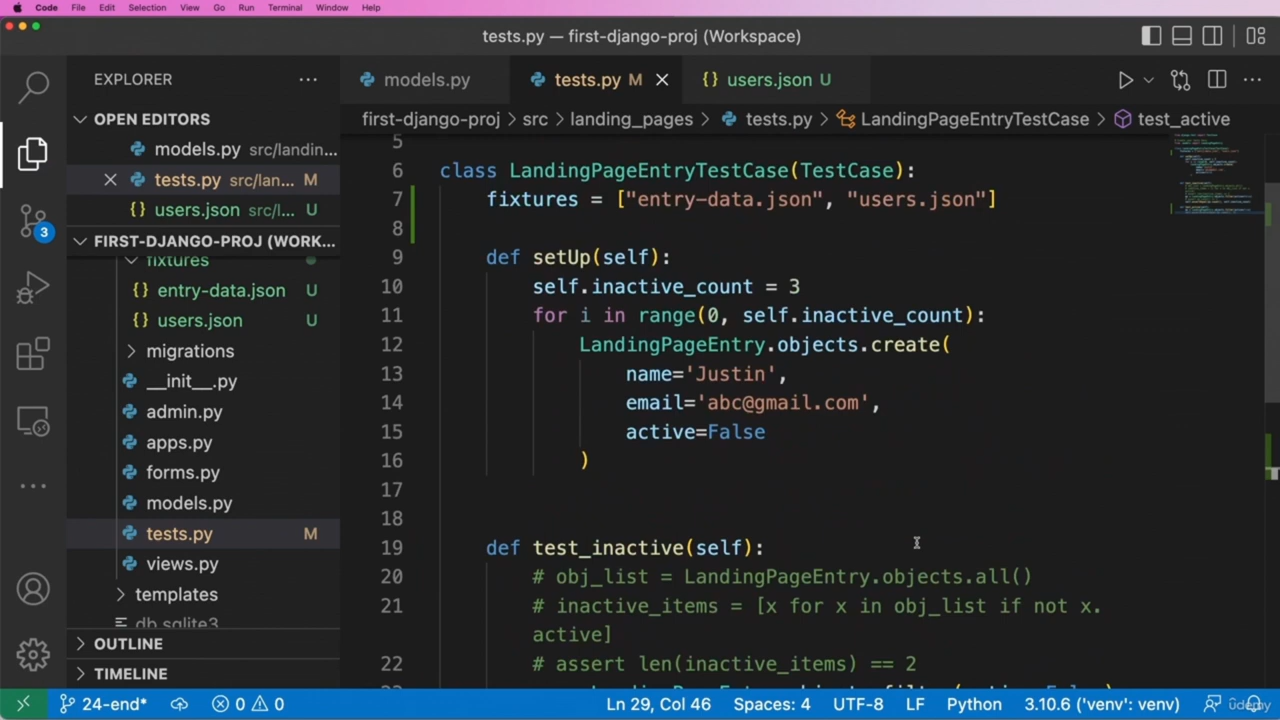 Code File Edit Selection View Go Run Terminal Window Help
tests.py — first-django-proj (Workspace)
EXPLORER
models.py
tests.py M
users.json U
first-django-proj > src > landing_pages > tests.py > LandingPageEntryTestCase > test_active
OPEN EDITORS
models.py src/landin...
tests.py src/lan... M
users.json src/l... U
FIRST-DJANGO-PROJ (WORK...
fixtures
entry-data.json U
users.json U
migrations
__init__.py
admin.py
apps.py
forms.py
models.py
tests.py M
views.py
templates
db.sqlite3
OUTLINE
TIMELINE
3
5
6 class LandingPageEntryTestCase(TestCase):
7 fixtures = ["entry-data.json", "users.json"]
8
9 def setUp(self):
10 self.inactive_count = 3
11 for i in range(0, self.inactive_count):
12 LandingPageEntry.objects.create(
13 name='Justin',
14 email='abc@gmail.com',
15 active=False
16 )
17
18
19 def test_inactive(self):
20 # obj_list = LandingPageEntry.objects.all()
21 # inactive_items = [x for x in obj_list if not x.
active]
22 # assert len(inactive_items) == 2
24-end* 0 0 Ln 29, Col 46 Spaces: 4 UTF-8 LF Python 3.10.6 ('venv': venv)
udemy